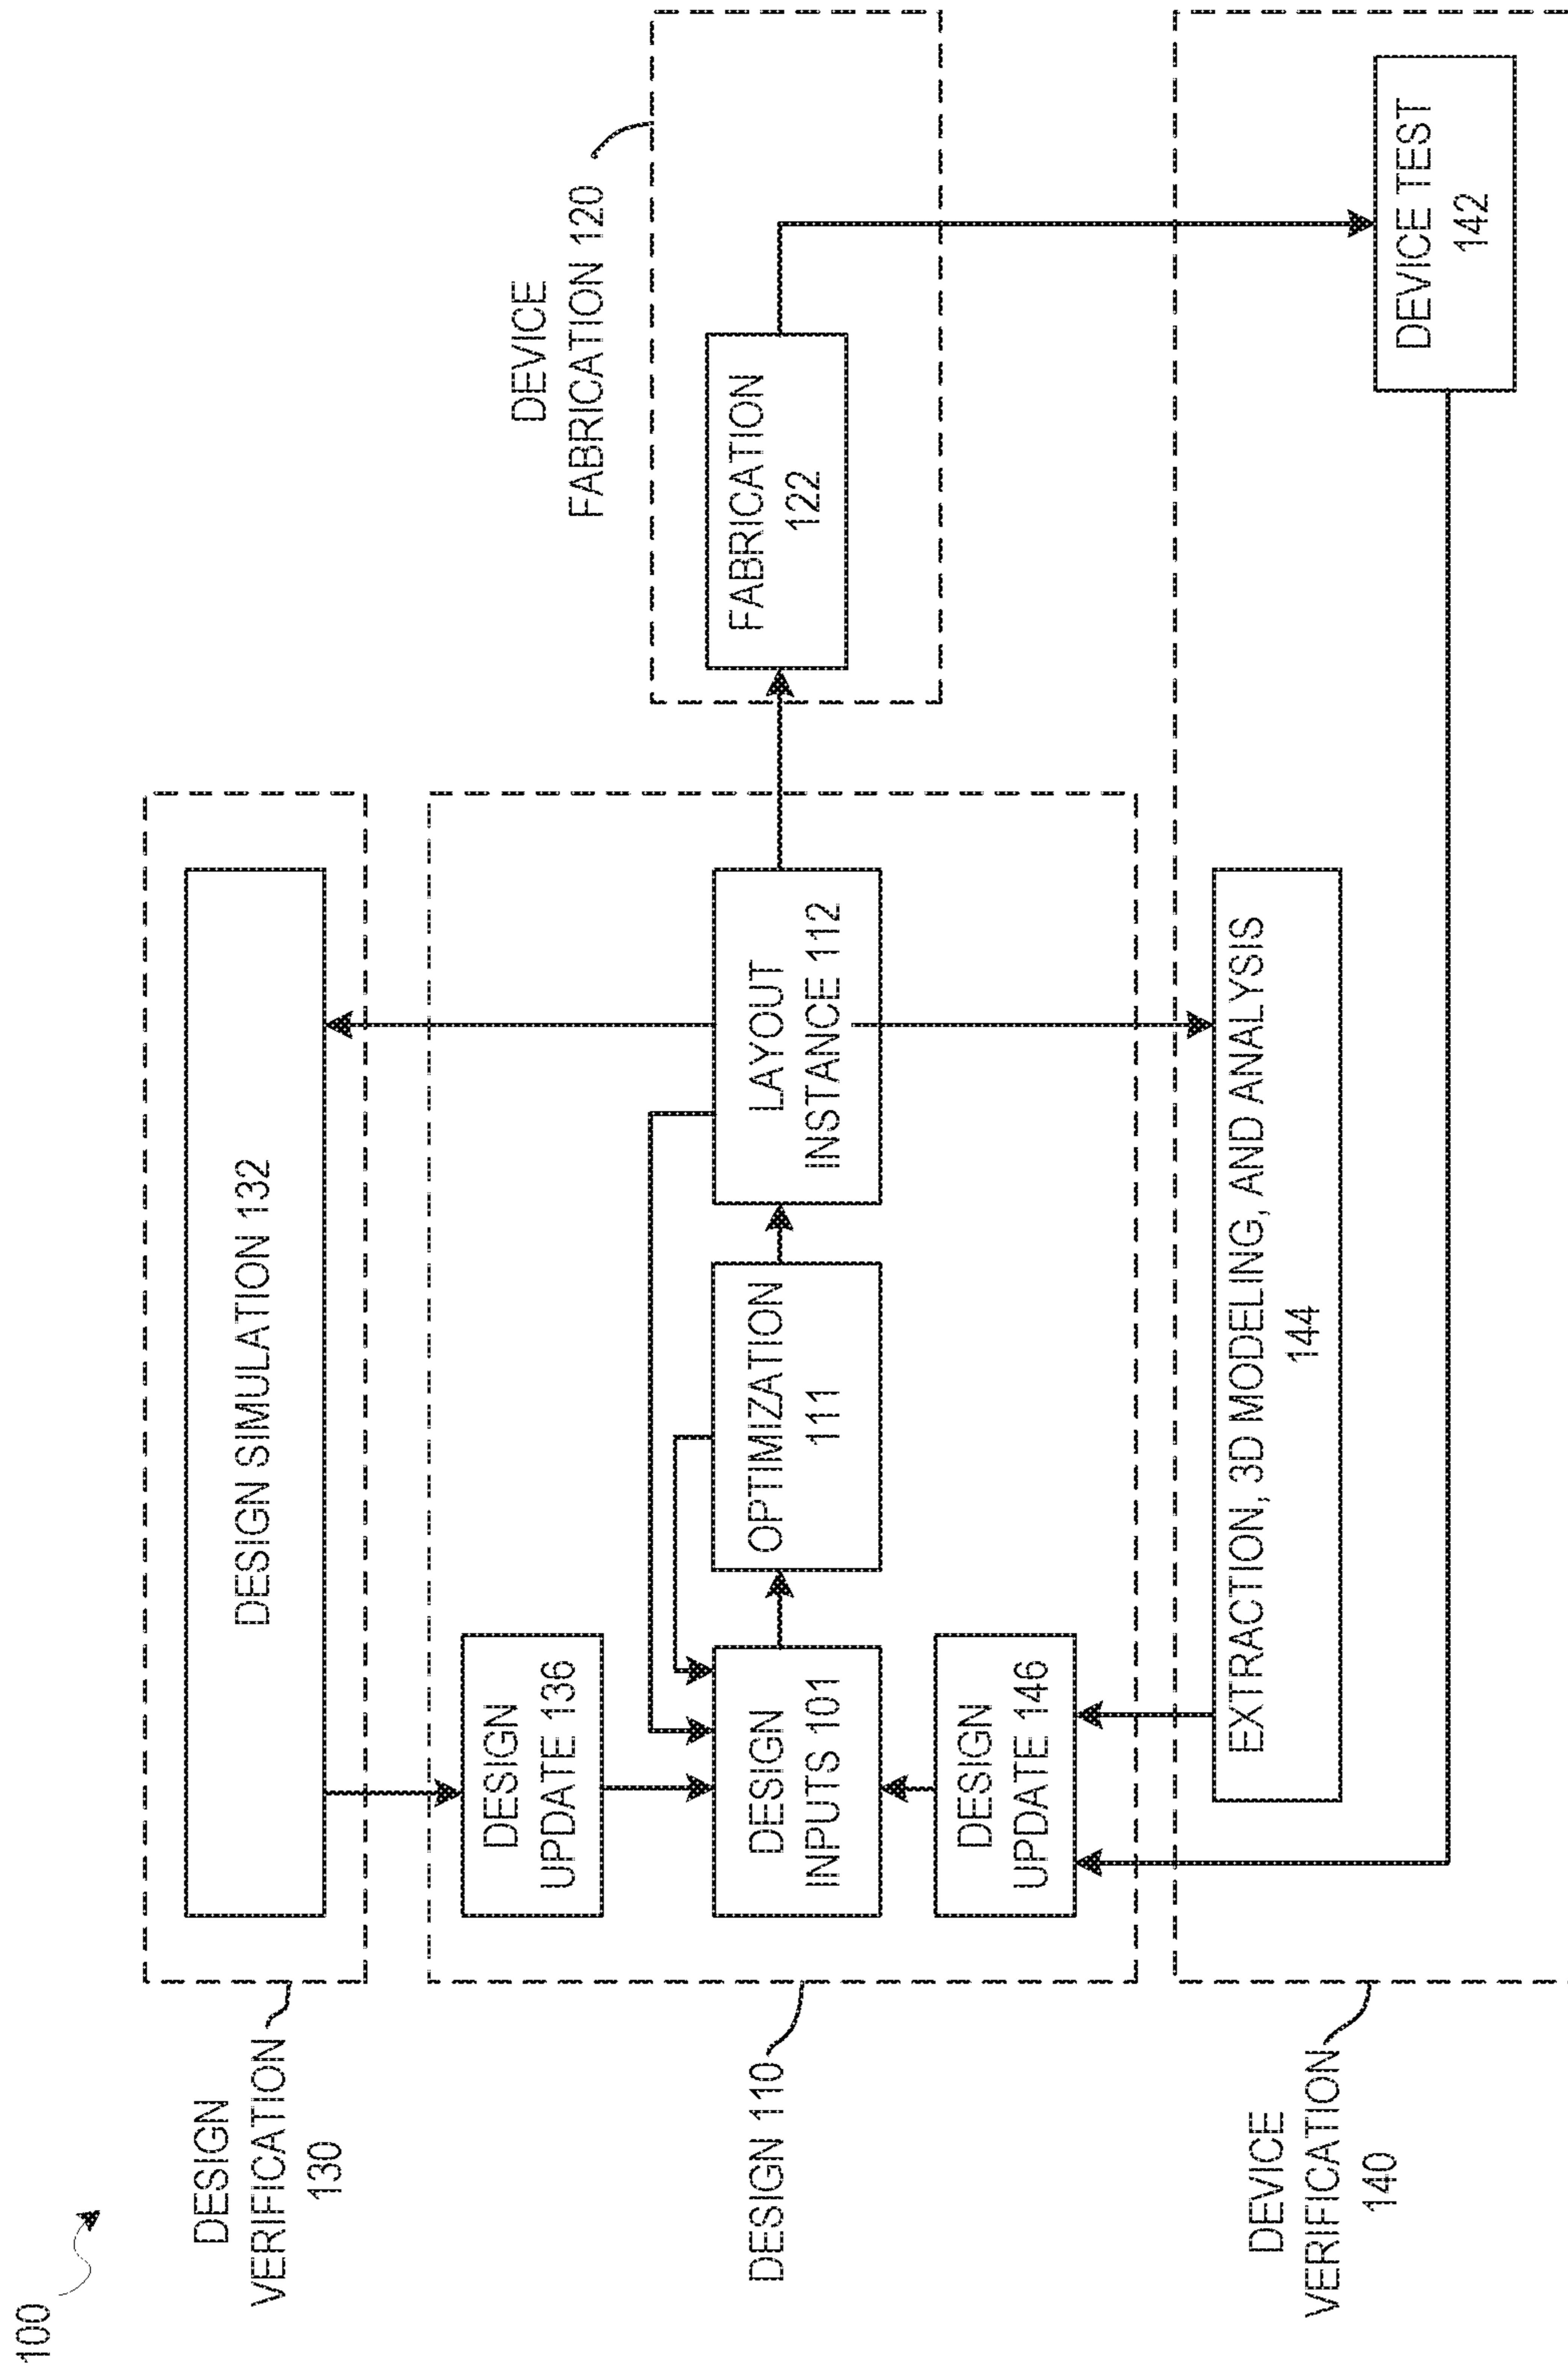 100
DESIGN
VERIFICATION
130
DESIGN SIMULATION 132
DESIGN 110
DESIGN
UPDATE 136
DESIGN
INPUTS 101
DESIGN
UPDATE 146
OPTIMIZATION
111
LAYOUT
INSTANCE 112
DEVICE
FABRICATION 120
FABRICATION
122
DEVICE
VERIFICATION
140
EXTRACTION, 3D MODELING, AND ANALYSIS
144
DEVICE TEST
142